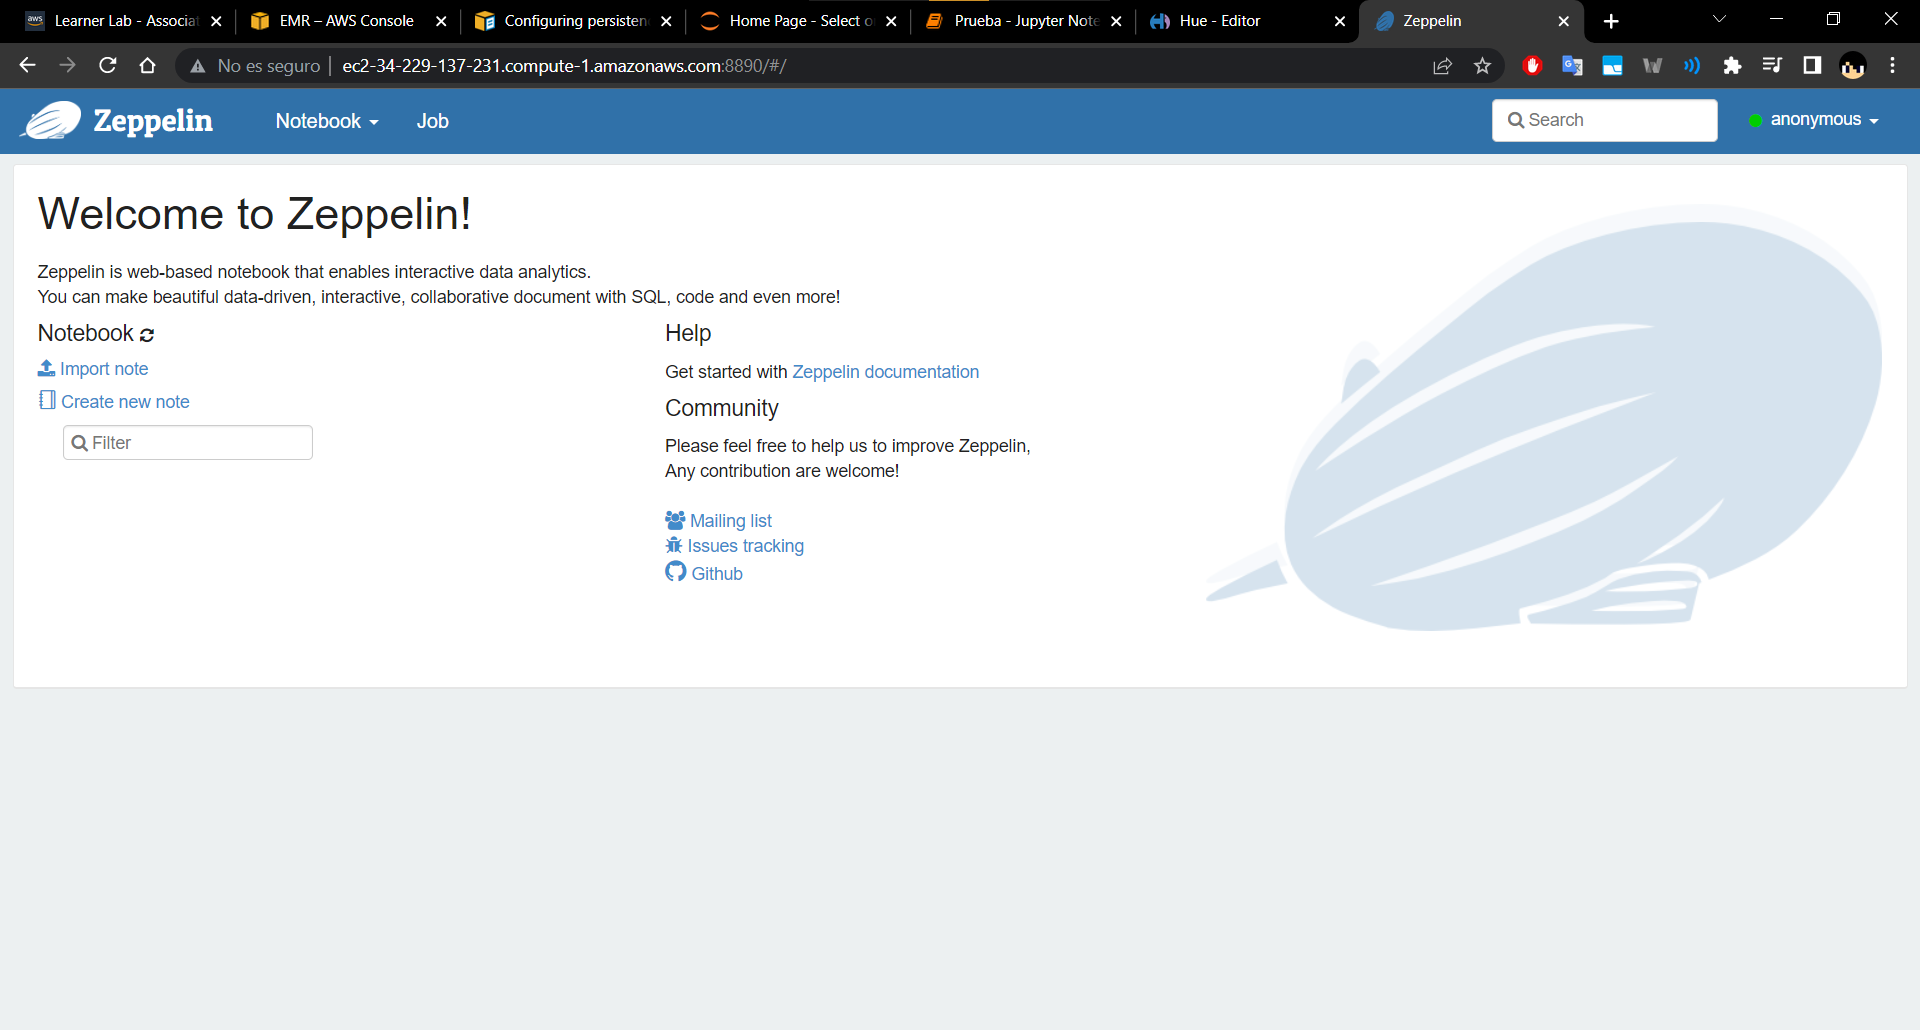 aws Learner Lab - Associat
EMR – AWS Console
Configuring persisten
Home Page - Select o
Prueba - Jupyter Note
Hue - Editor
Zeppelin
No es seguro | ec2-34-229-137-231.compute-1.amazonaws.com:8890/#/
Zeppelin Notebook Job Search anonymous
Welcome to Zeppelin!
Zeppelin is web-based notebook that enables interactive data analytics.
You can make beautiful data-driven, interactive, collaborative document with SQL, code and even more!
Notebook
Import note
Create new note
Filter
Help
Get started with Zeppelin documentation
Community
Please feel free to help us to improve Zeppelin,
Any contribution are welcome!
Mailing list
Issues tracking
Github